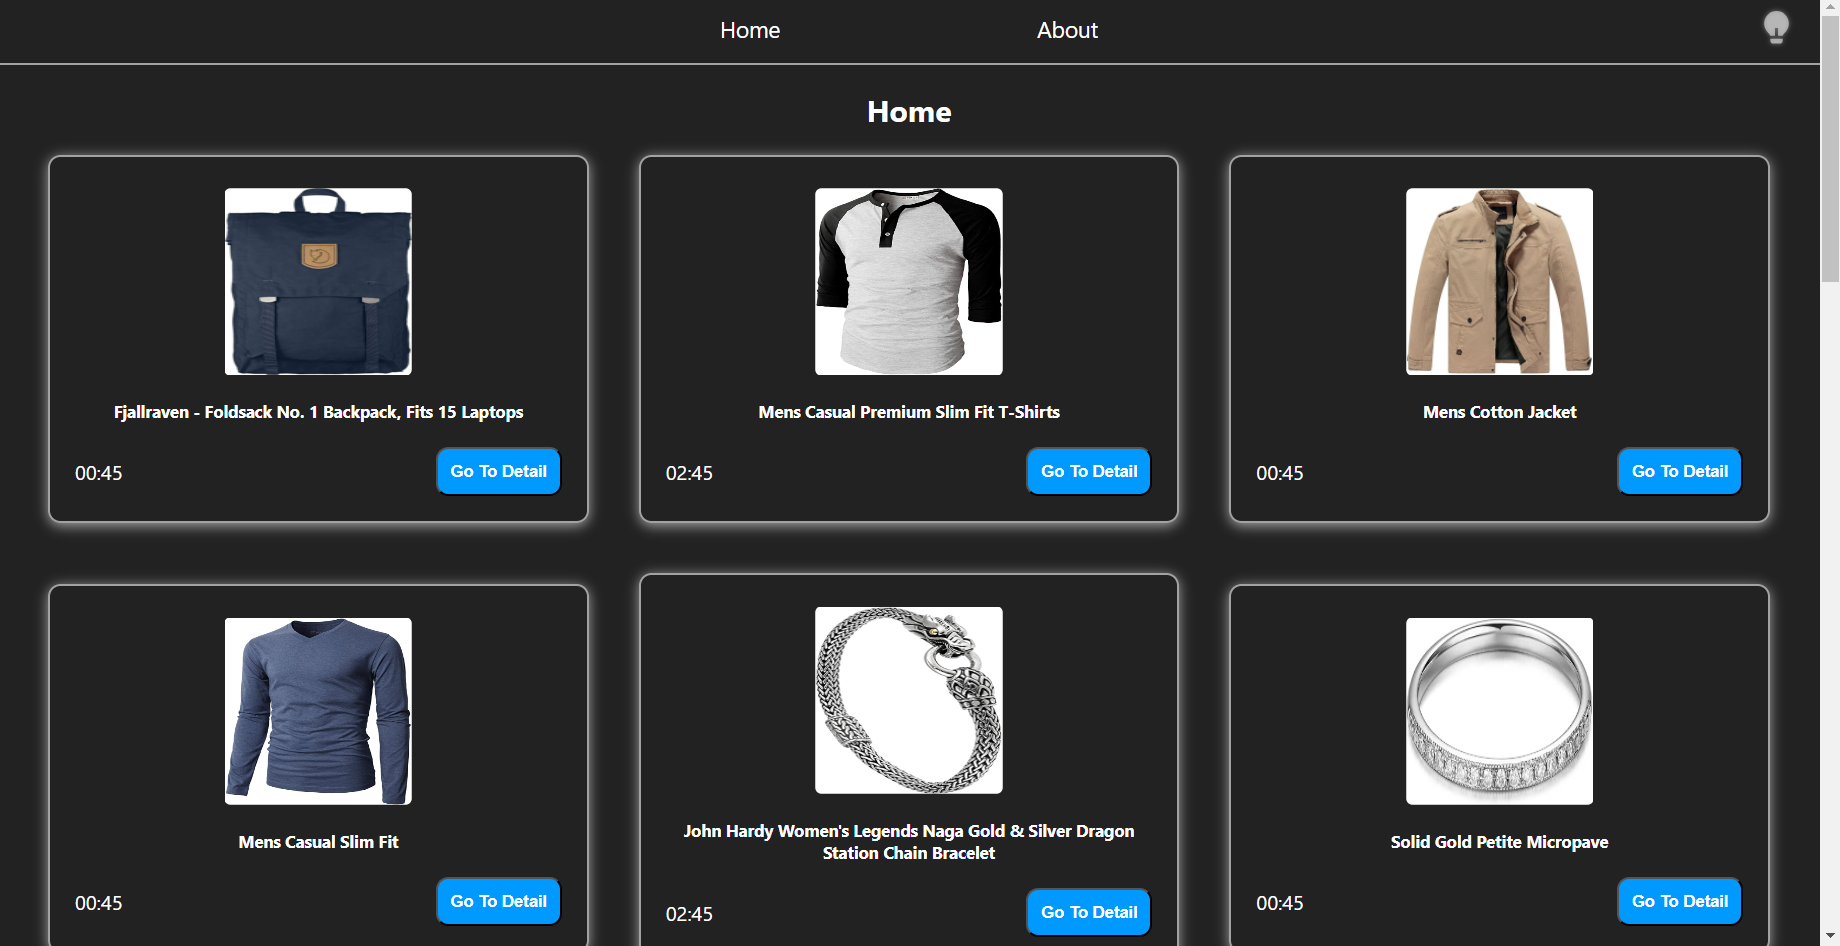 Home
About
Home
Fjallraven - Foldsack No. 1 Backpack, Fits 15 Laptops
00:45
Go To Detail
Mens Casual Premium Slim Fit T-Shirts
02:45
Go To Detail
Mens Cotton Jacket
00:45
Go To Detail
Mens Casual Slim Fit
00:45
Go To Detail
John Hardy Women's Legends Naga Gold & Silver Dragon
Station Chain Bracelet
02:45
Go To Detail
Solid Gold Petite Micropave
00:45
Go To Detail